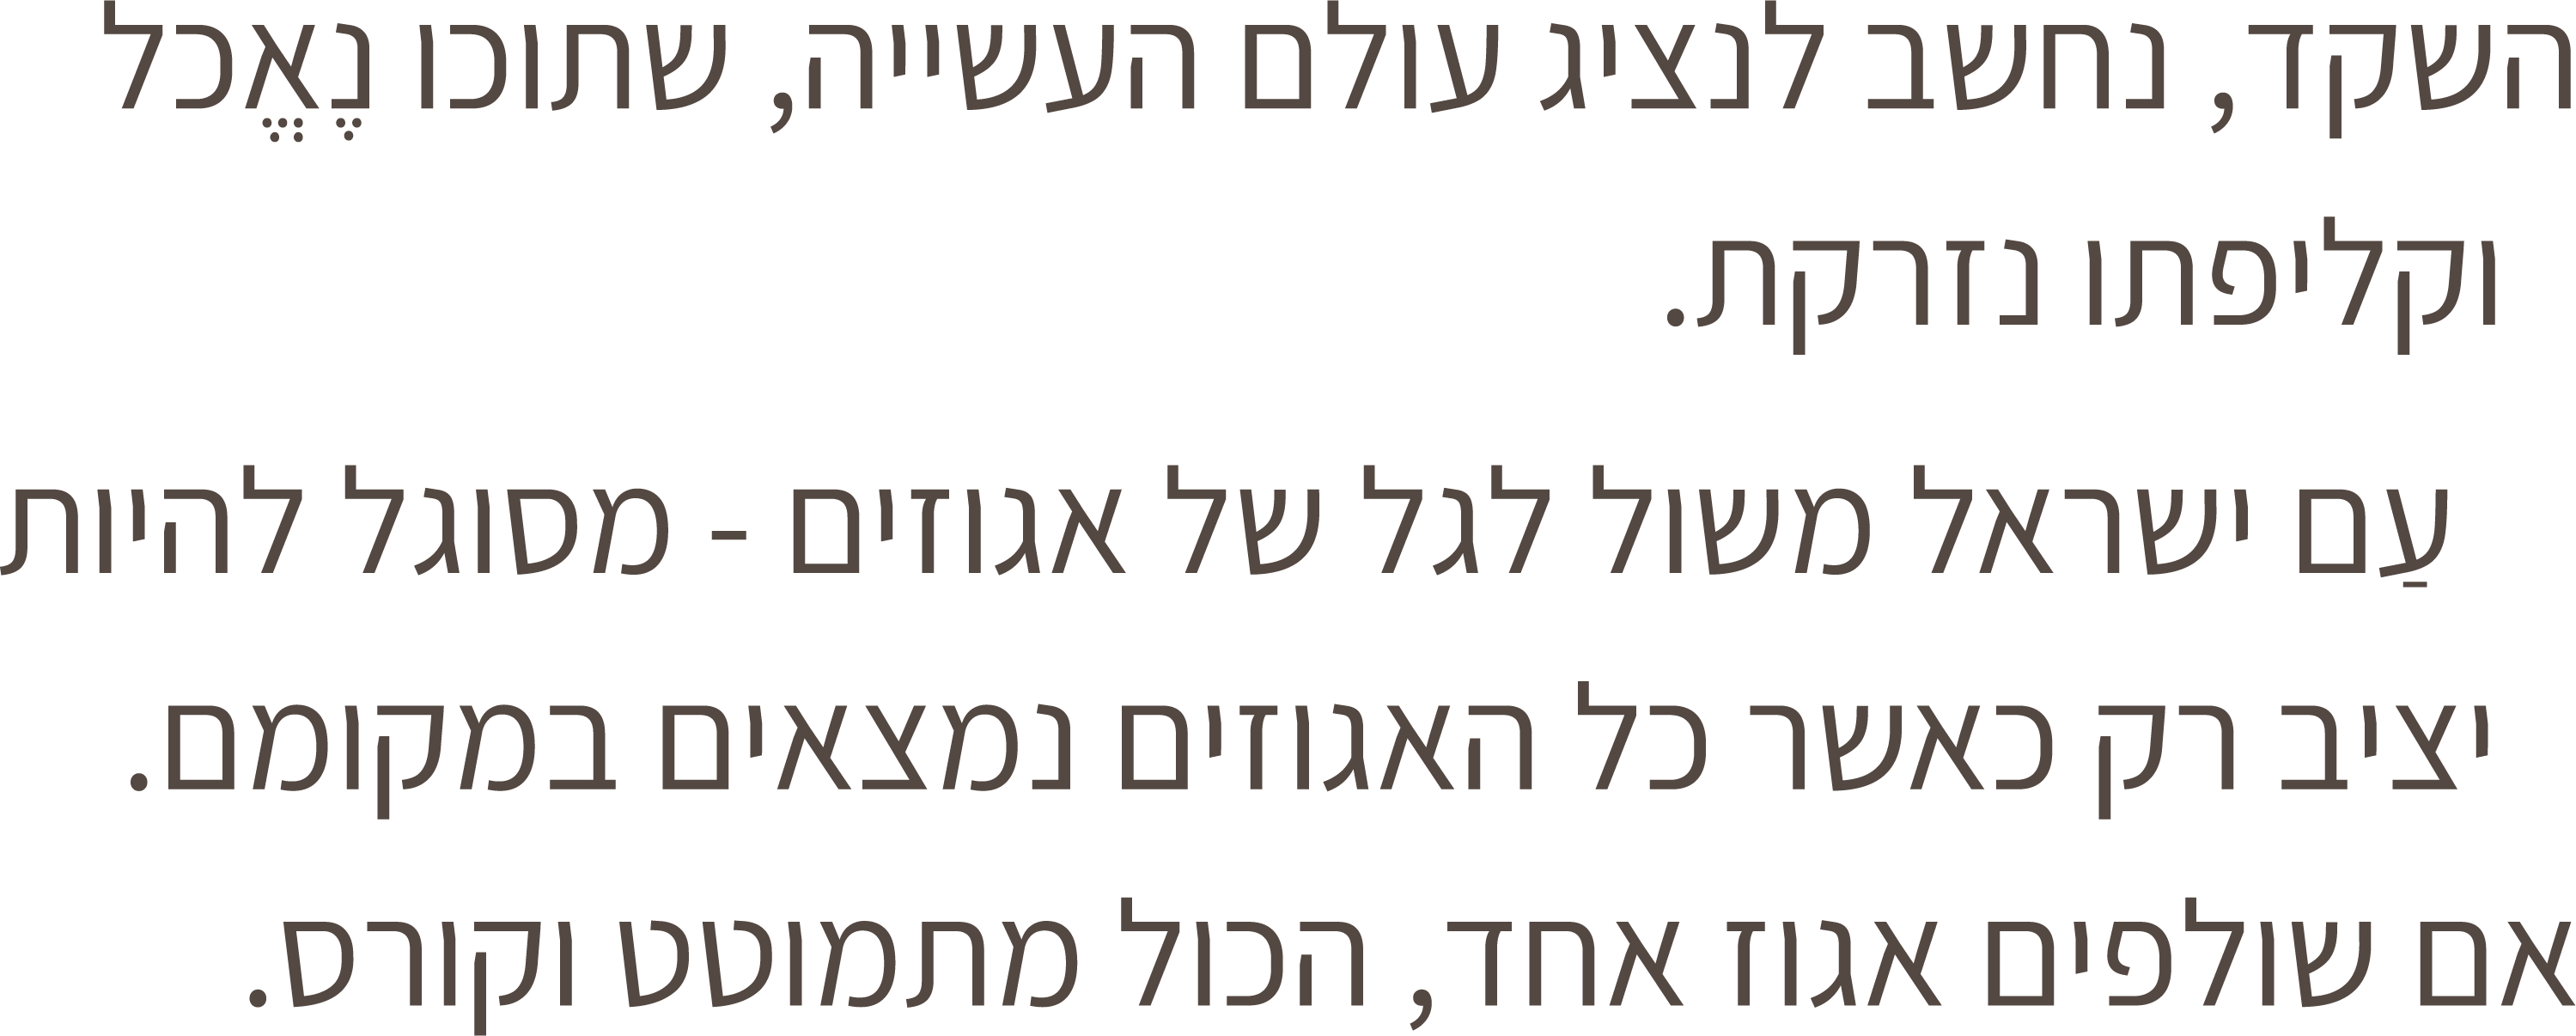 השקד, נחשב לנציג עולם העשייה, שתוכו נֶאֱכל
וקליפתו נזרקת.
עַם ישראל משול לגל של אגוזים - מסוגל להיות
יציב רק כאשר כל האגוזים נמצאים במקומם.
אם שולפים אגוז אחד, הכול מתמוטט וקורס.